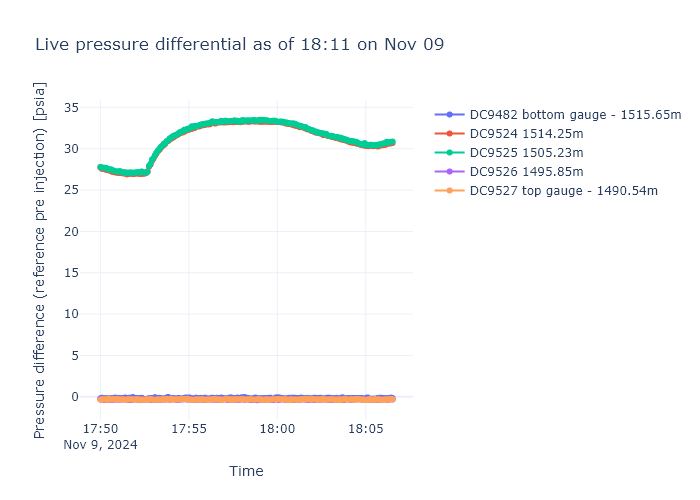 Live pressure differential as of 18:11 on Nov 09
Pressure difference (reference pre injection) [psia]
35
30
25
20
15
10
5
0
17:50
Nov 9, 2024
17:55
18:00
18:05
Time
DC9482 bottom gauge - 1515.65m
DC9524 1514.25m
DC9525 1505.23m
DC9526 1495.85m
DC9527 top gauge - 1490.54m